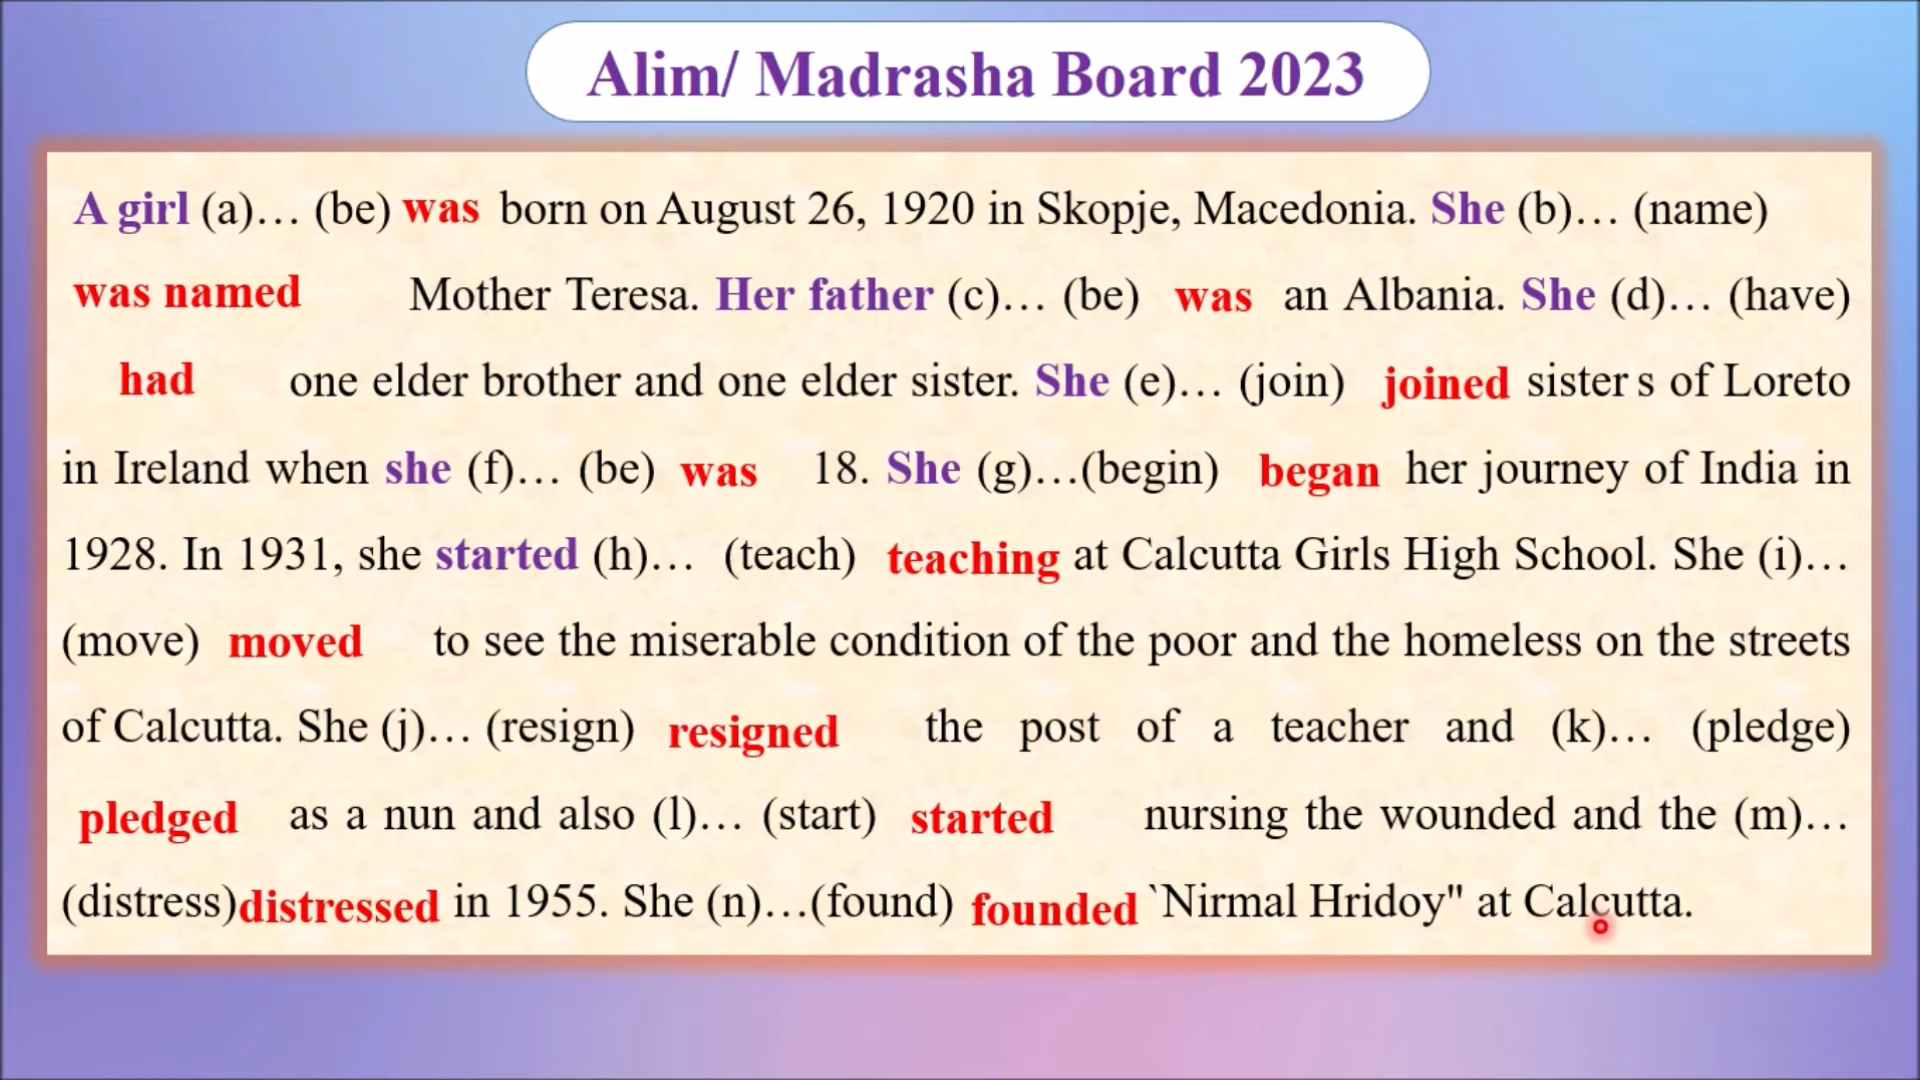 Alim/ Madrasha Board 2023
A girl (a)… (be) was born on August 26, 1920 in Skopje, Macedonia. She (b)… (name)
was named Mother Teresa. Her father (c)… (be) was an Albania. She (d)… (have)
had one elder brother and one elder sister. She (e)… (join) joined sister s of Loreto
in Ireland when she (f)… (be) was 18. She (g)…(begin) began her journey of India in
1928. In 1931, she started (h)… (teach) teaching at Calcutta Girls High School. She (i)…
(move) moved to see the miserable condition of the poor and the homeless on the streets
of Calcutta. She (j)… (resign) resigned the post of a teacher and (k)… (pledge)
pledged as a nun and also (l)… (start) started nursing the wounded and the (m)…
(distress)distressed in 1955. She (n)…(found) founded `Nirmal Hridoy" at Calcutta.